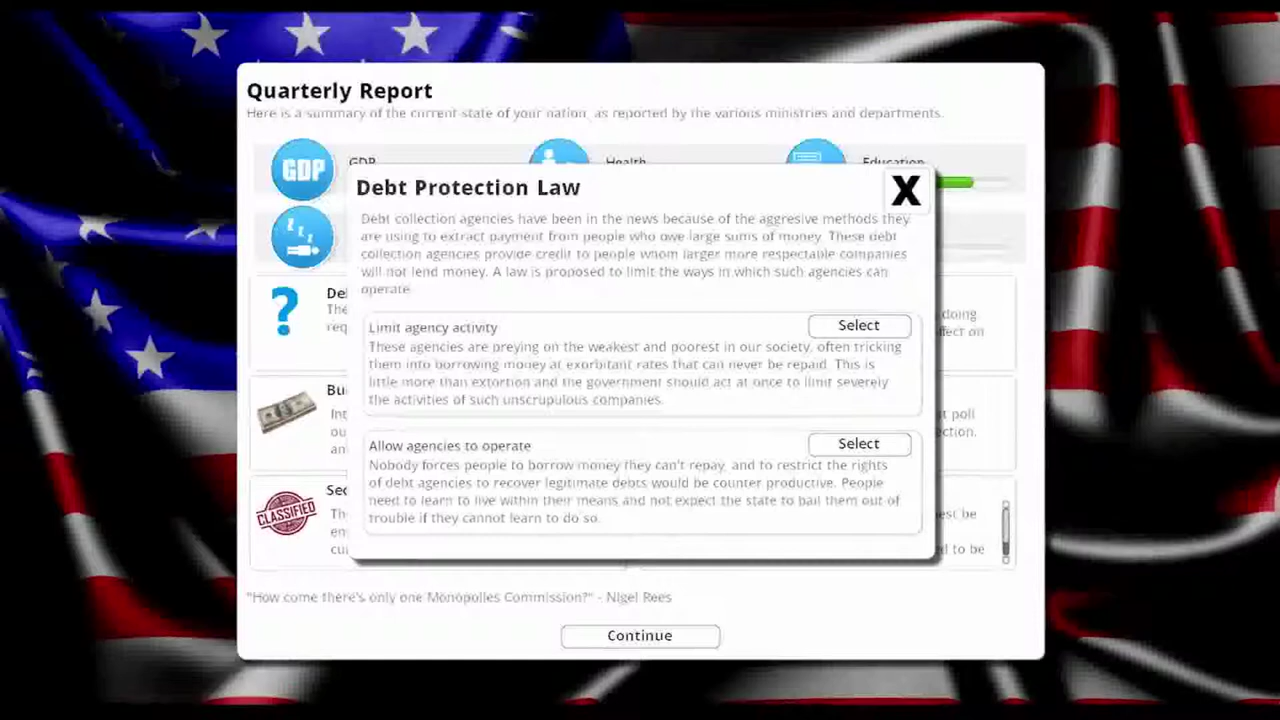 Quarterly Report
Here is a summary of the current state of your nation, as reported by the various ministries and departments.
GDP
GDP
Health
Education
Debt Protection Law
X
Debt collection agencies have been in the news because of the aggresive methods they
are using to extract payment from people who owe large sums of money. These debt
collection agencies provide credit to people whom larger more respectable companies
will not lend money. A law is proposed to limit the ways in which such agencies can
operate.
Limit agency activity
Select
These agencies are preying on the weakest and poorest in our society, often tricking
them into borrowing money at exorbitant rates that can never be repaid. This is
little more than extortion and the government should act at once to limit severely
the activities of such unscrupulous companies.
Allow agencies to operate
Select
Nobody forces people to borrow money they can't repay, and to restrict the rights
of debt agencies to recover legitimate debts would be counter productive. People
need to learn to live within their means and not expect the state to bail them out of
trouble if they cannot learn to do so.
z z z
?
The
doing
CLASSIFIED
poll
be
to be
"How come there's only one Monopolies Commission?" - Nigel Rees
Continue